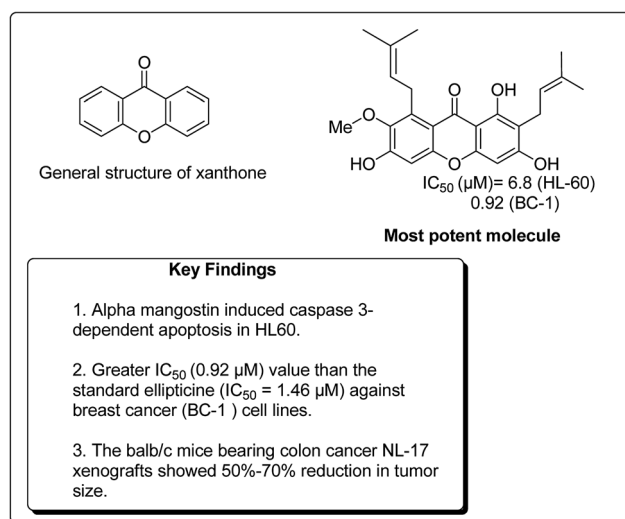 O
O
General structure of xanthone
O
OH
O
Me
HO
O
OH
IC50 (µM)= 6.8 (HL-60)
0.92 (BC-1)
Most potent molecule
Key Findings
1. Alpha mangostin induced caspase 3-
dependent apoptosis in HL60.
2. Greater IC50 (0.92 µM) value than the
standard ellipticine (IC50 = 1.46 µM) against
breast cancer (BC-1 ) cell lines.
3. The balb/c mice bearing colon cancer NL-17
xenografts showed 50%-70% reduction in tumor
size.